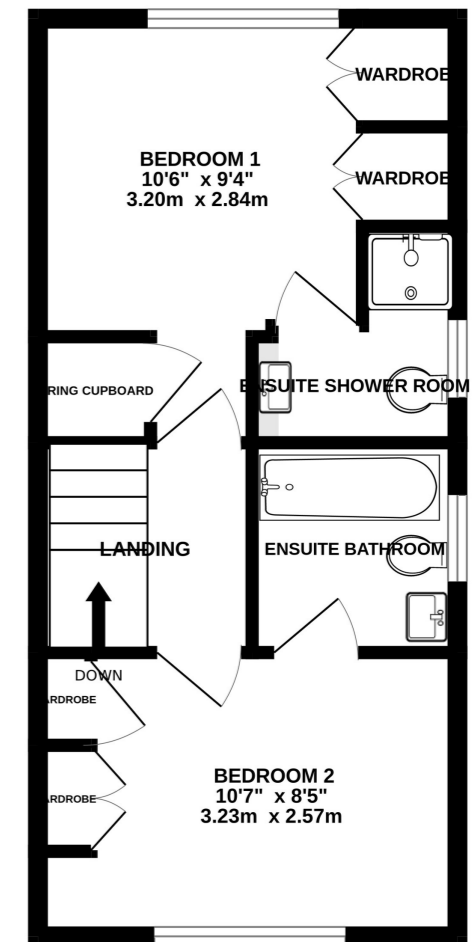 WARDROBE
BEDROOM 1
10'6" x 9'4"
3.20m x 2.84m
WARDROBE
ENSUITE SHOWER ROOM
RING CUPBOARD
LANDING
ENSUITE BATHROOM
DOWN
ARDROBE
BEDROOM 2
10'7" x 8'5"
3.23m x 2.57m
ARDROBE